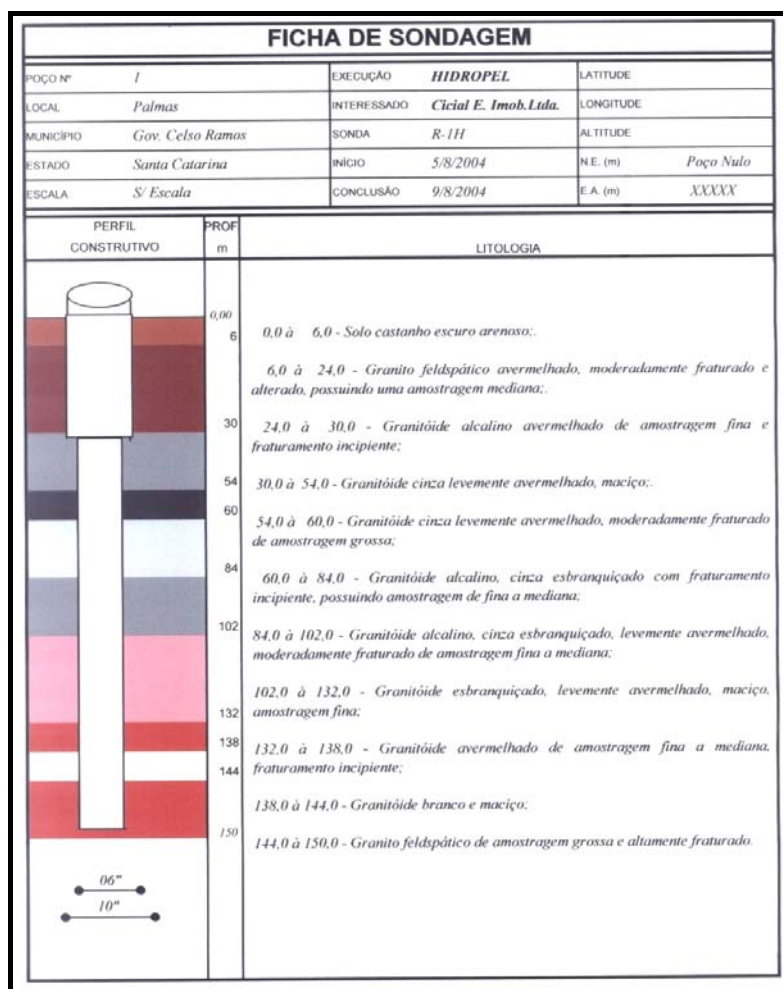 FICHA DE SONDAGEM
POÇO Nº 1 EXECUÇÃO HIDROPEL LATITUDE
LOCAL Palmas INTERESSADO Cicial E. Imob.Ltda. LONGITUDE
MUNICÍPIO Gov. Celso Ramos SONDA R-1H ALTITUDE
ESTADO Santa Catarina INÍCIO 5/8/2004 N.E. (m) Poço Nulo
ESCALA S/ Escala CONCLUSÃO 9/8/2004 E.A. (m) XXXXX
PERFIL CONSTRUTIVO PROF m LITOLOGIA
0,00
6
0,0 à 6,0 - Solo castanho escuro arenoso;.
6,0 à 24,0 - Granito feldspático avermelhado, moderadamente fraturado e
alterado, possuindo uma amostragem mediana;.
30
24,0 à 30,0 - Granitóide alcalino avermelhado de amostragem fina e
fraturamento incipiente;
54
30,0 à 54,0 - Granitóide cinza levemente avermelhado, maciço;.
60
54,0 à 60,0 - Granitóide cinza levemente avermelhado, moderadamente fraturado
de amostragem grossa;
84
60,0 à 84,0 - Granitóide alcalino, cinza esbranquiçado com fraturamento
incipiente, possuindo amostragem de fina a mediana;
102
84,0 à 102,0 - Granitóide alcalino, cinza esbranquiçado, levemente avermelhado,
moderadamente fraturado de amostragem fina a mediana;
102,0 à 132,0 - Granitóide esbranquiçado, levemente avermelhado, maciço,
132
amostragem fina;
138
132,0 à 138,0 - Granitóide avermelhado de amostragem fina a mediana,
144
fraturamento incipiente;
138,0 à 144,0 - Granitóide branco e maciço;
150
144,0 à 150,0 - Granito feldspático de amostragem grossa e altamente fraturado.
06"
10"